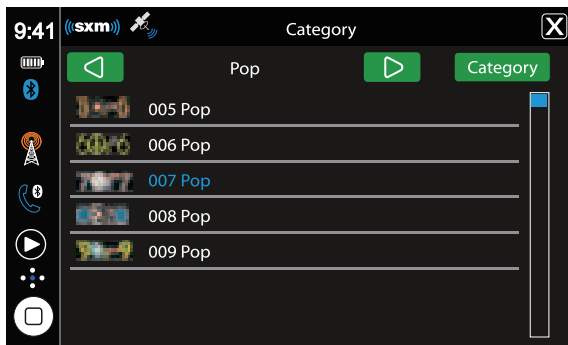 9:41 ((sxm)) Category X
Pop Category
005 Pop
006 Pop
007 Pop
008 Pop
009 Pop